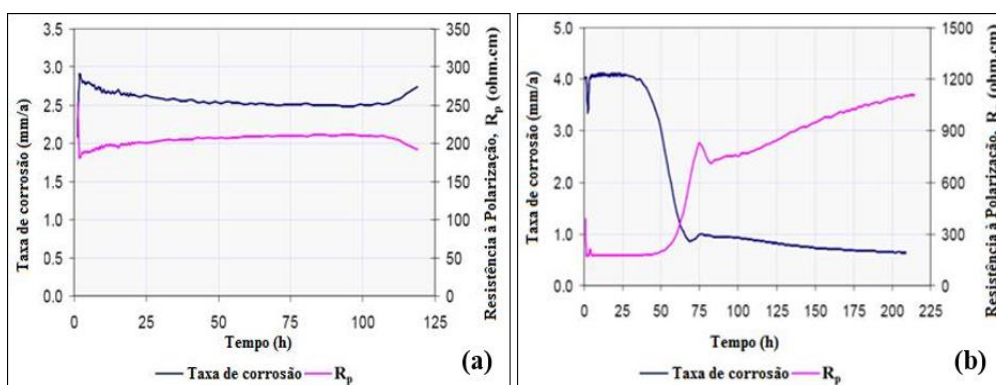 3.5
3.0
2.5
2.0
1.5
1.0
0.5
0.0
Taxa de corrosão (mm/a)
0 25 50 75 100 125
Tempo (h)
350
300
250
200
150
100
50
0
Resistência à Polarização, Rp (ohm.cm)
Taxa de corrosão Rp
(a)
5.0
4.0
3.0
2.0
1.0
0.0
Taxa de corrosão (mm/a)
0 25 50 75 100 125 150 175 200 225
Tempo (h)
1500
1200
900
600
300
0
Resistência à Polarização, R (ohm.cm)
Taxa de corrosão Rp
(b)